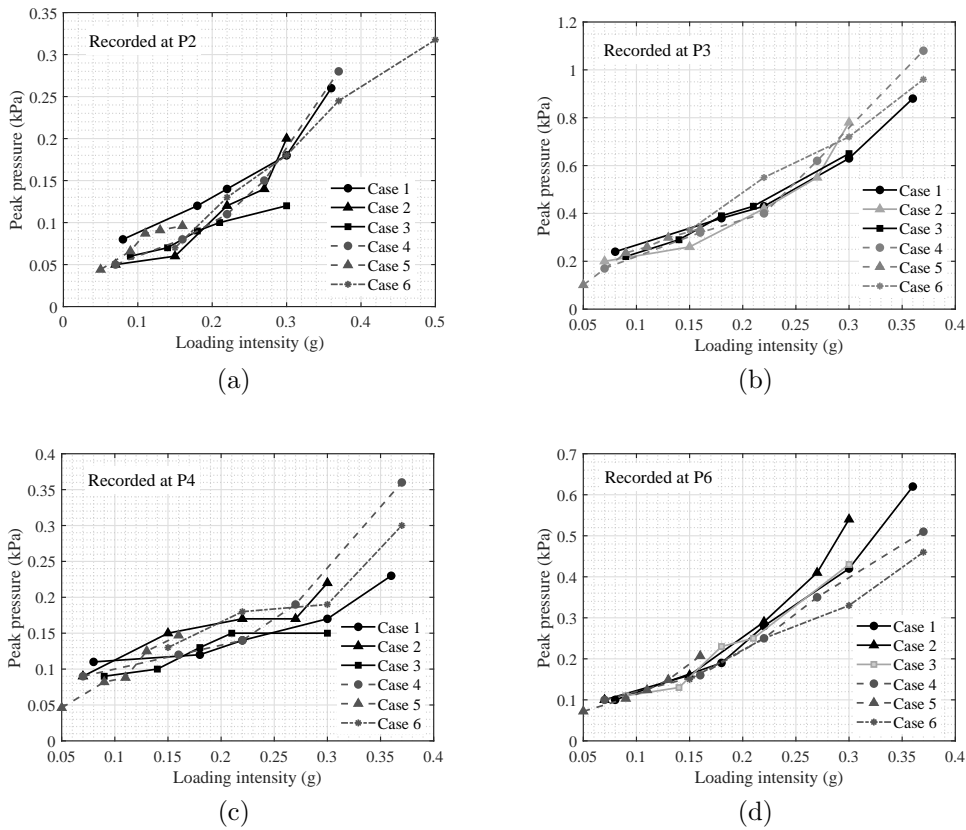 0.35
0.3
0.25
0.2
0.15
0.1
0.05
0
Peak pressure (kPa)
Recorded at P2
Case 1
Case 2
Case 3
Case 4
Case 5
Case 6
0 0.1 0.2 0.3 0.4 0.5
Loading intensity (g)
(a)
1.2
1
0.8
0.6
0.4
0.2
0
Peak pressure (kPa)
Recorded at P3
Case 1
Case 2
Case 3
Case 4
Case 5
Case 6
0.05 0.1 0.15 0.2 0.25 0.3 0.35 0.4
Loading intensity (g)
(b)
0.4
0.35
0.3
0.25
0.2
0.15
0.1
0.05
0
Peak pressure (kPa)
Recorded at P4
Case 1
Case 2
Case 3
Case 4
Case 5
Case 6
0.05 0.1 0.15 0.2 0.25 0.3 0.35 0.4
Loading intensity (g)
(c)
0.7
0.6
0.5
0.4
0.3
0.2
0.1
0
Peak pressure (kPa)
Recorded at P6
Case 1
Case 2
Case 3
Case 4
Case 5
Case 6
0.05 0.1 0.15 0.2 0.25 0.3 0.35 0.4
Loading intensity (g)
(d)